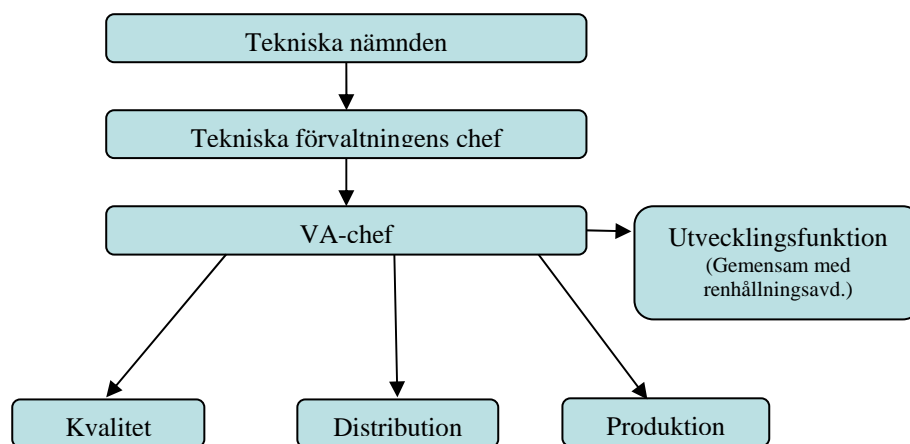 Tekniska nämnden
Tekniska förvaltningens chef
VA-chef
Utvecklingsfunktion
(Gemensam med
renhållningsavd.)
Kvalitet
Distribution
Produktion